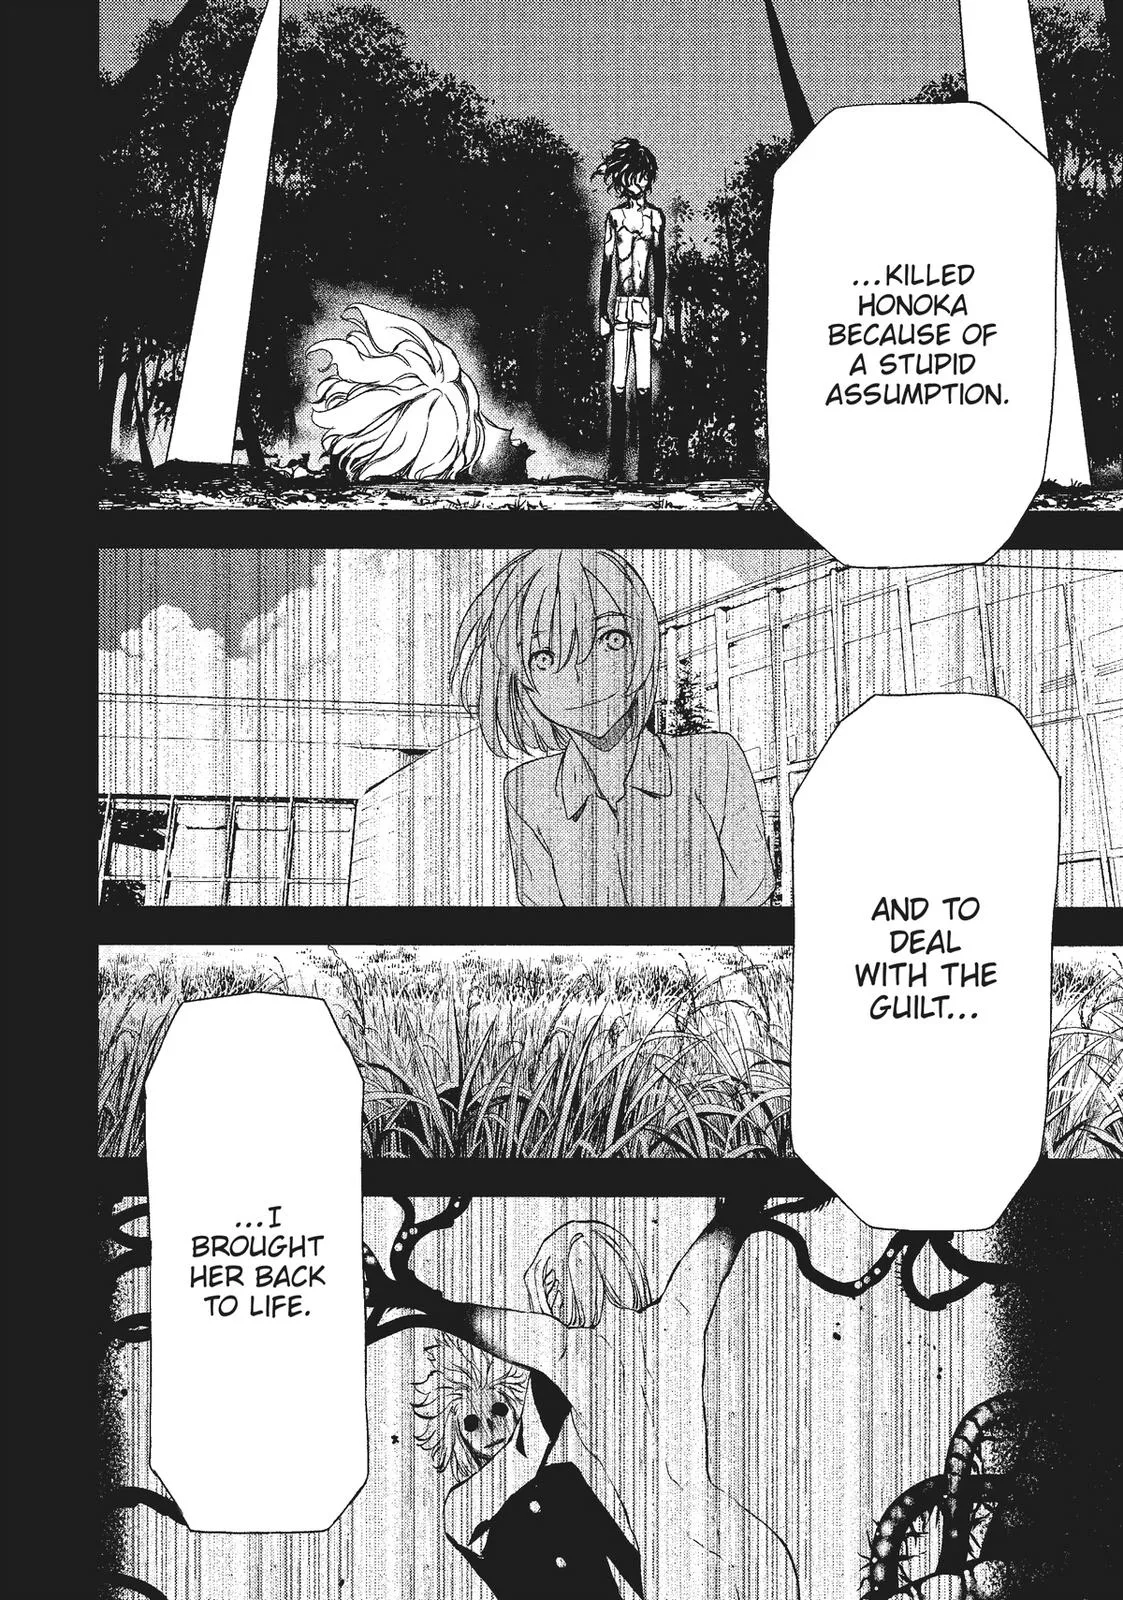 ...KILLED
HONOKA
BECAUSE OF
A STUPID
ASSUMPTION.
AND TO
DEAL
WITH THE
GUILT...
...I
BROUGHT
HER BACK
TO LIFE.